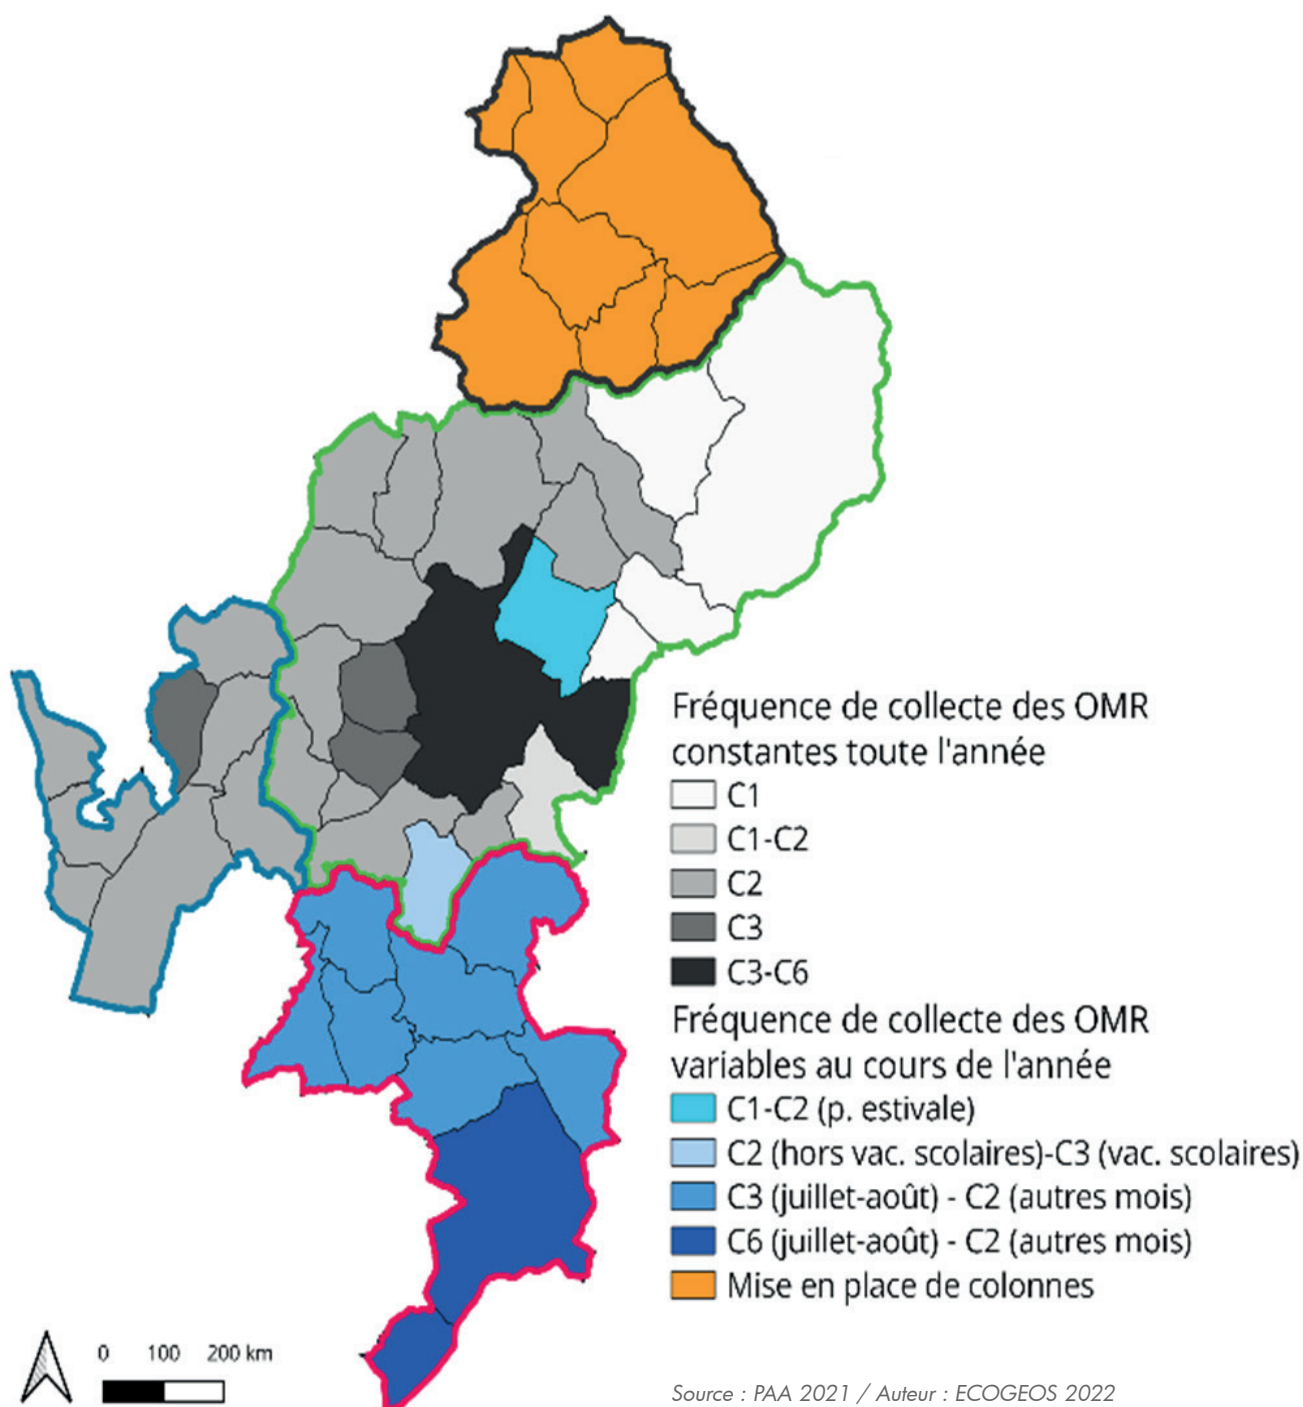 Fréquence de collecte des OMR
constantes toute l'année
C1
C1-C2
C2
C3
C3-C6
Fréquence de collecte des OMR
variables au cours de l'année
C1-C2 (p. estivale)
C2 (hors vac. scolaires)-C3 (vac. scolaires)
C3 (juillet-août) - C2 (autres mois)
C6 (juillet-août) - C2 (autres mois)
Mise en place de colonnes
0 100 200 km
Source : PAA 2021 / Auteur : ECOGEOS 2022